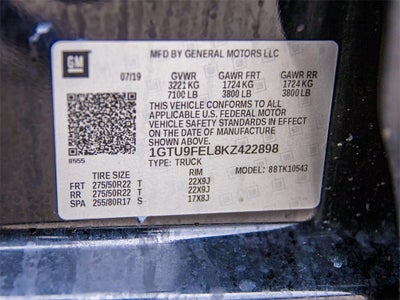 GM
MFD BY GENERAL MOTORS LLC
07/19 GVWR GAWR FRT GAWR RR
3221 KG 1724 KG 1724 KG
7100 LB 3800 LB 3800 LB
THIS VEHICLE CONFORMS TO ALL
APPLICABLE U.S. FEDERAL MOTOR
VEHICLE SAFETY STANDARDS IN
EFFECT ON THE DATE OF
MANUFACTURE SHOWN ABOVE.
8555
1GTU9FEL8KZ422898
TYPE: TRUCK
TIRE SIZE RIM MODEL: 88TK10543
FRT 275/50R22 T 22X9J
RR 275/50R22 T 22X9J
SPA 255/80R17 S 17X8J